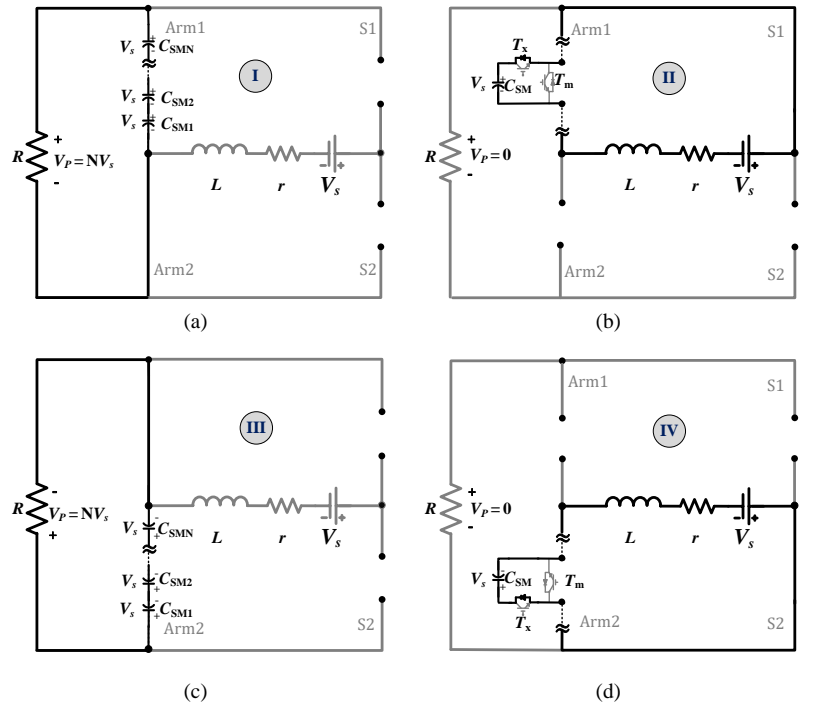 Arm1
S1
V_s + C_SMN
-
I
V_s + C_SM2
-
V_s + C_SM1
-
R
+
V_P = NV_s
-
L
r
- +
V_s
Arm2
S2
(a)
Arm1
S1
T_x
V_s + C_SM
-
T_m
II
R
+
V_P = 0
-
L
r
- +
V_s
Arm2
S2
(b)
III
R
-
V_P = NV_s
+
V_s - C_SMN
+
L
r
- +
V_s
V_s - C_SM2
+
V_s - C_SM1
+
Arm2
S2
(c)
Arm1
S1
IV
R
+
V_P = 0
-
L
r
- +
V_s
V_s - C_SM
+
T_m
T_x
Arm2
S2
(d)